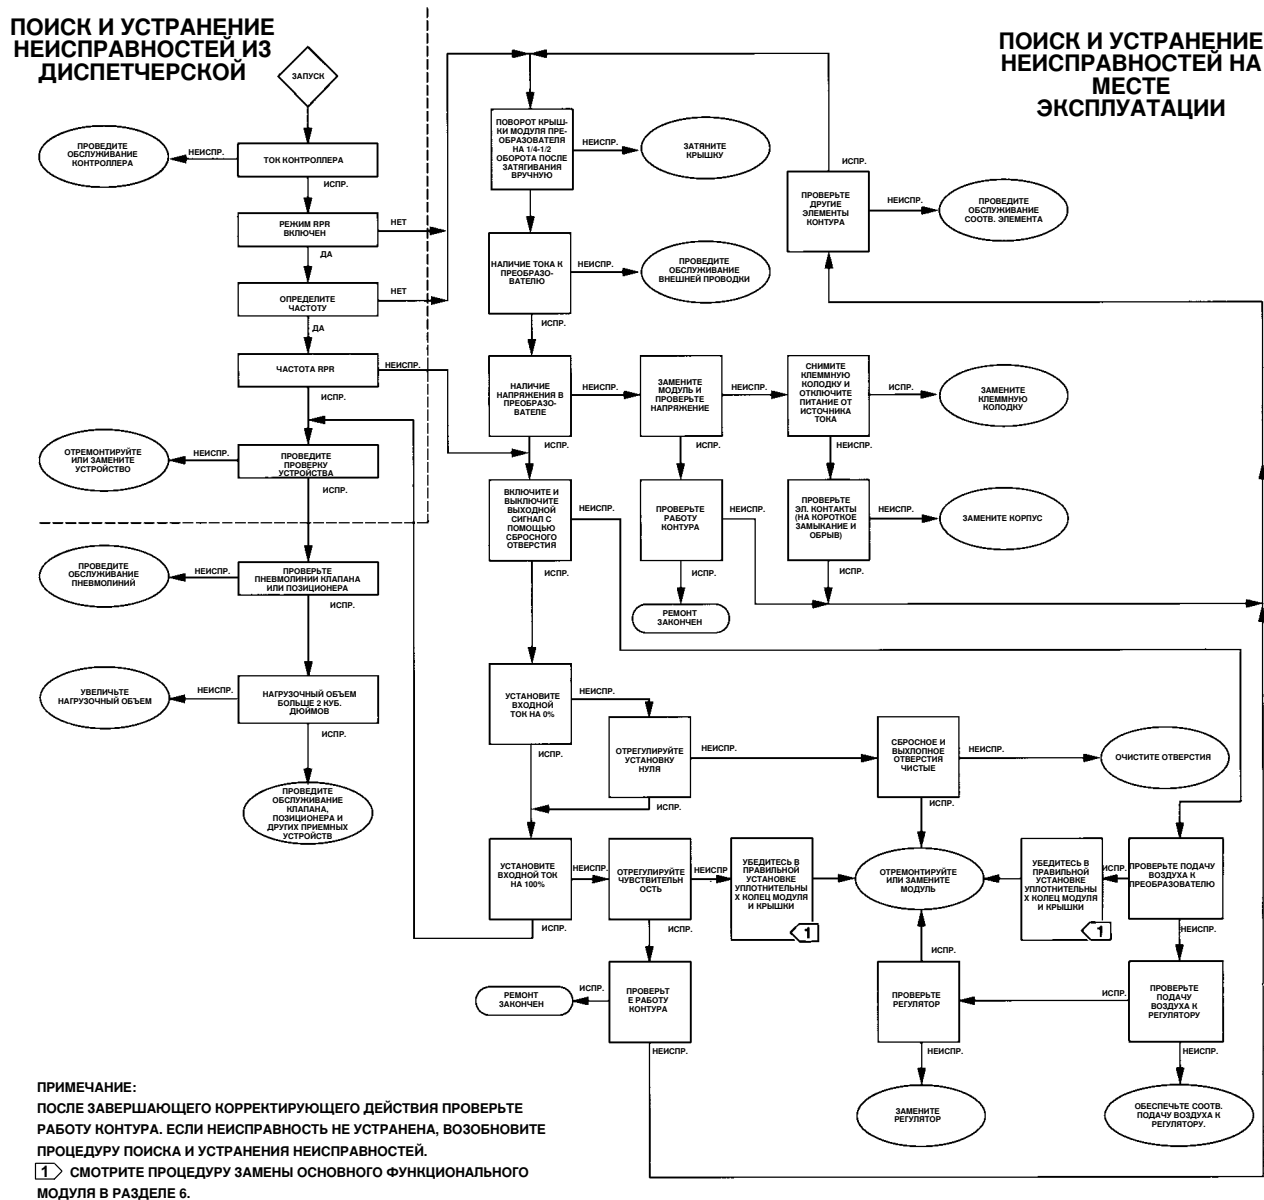 ПОИСК И УСТРАНЕНИЕ
НЕИСПРАВНОСТЕЙ ИЗ
ДИСПЕТЧЕРСКОЙ
ПОИСК И УСТРАНЕНИЕ
НЕИСПРАВНОСТЕЙ НА
МЕСТЕ
ЭКСПЛУАТАЦИИ
ЗАПУСК
ПРОВЕДИТЕ
ОБСЛУЖИВАНИЕ
КОНТРОЛЛЕРА
НЕИСПР.
ТОК КОНТРОЛЛЕРА
ИСПР.
РЕЖИМ RPR
ВКЛЮЧЕН
НЕТ
ДА
ОПРЕДЕЛИТЕ
ЧАСТОТУ
НЕТ
ДА
ЧАСТОТА RPR
НЕИСПР.
ИСПР.
ОТРЕМОНТИРУЙТЕ
ИЛИ ЗАМЕНИТЕ
УСТРОЙСТВО
НЕИСПР.
ПРОВЕДИТЕ
ПРОВЕРКУ
УСТРОЙСТВА
ИСПР.
ПРОВЕДИТЕ
ОБСЛУЖИВАНИЕ
ПНЕВМОЛИНИЙ
НЕИСПР.
ПРОВЕРЬТЕ
ПНЕВМОЛИНИИ КЛАПАНА
ИЛИ ПОЗИЦИОНЕРА
ИСПР.
УВЕЛИЧЬТЕ
НАГРУЗОЧНЫЙ ОБЪЕМ
НЕИСПР.
НАГРУЗОЧНЫЙ ОБЪЕМ
БОЛЬШЕ 2 КУБ.
ДЮЙМОВ
ИСПР.
ПРОВЕДИТЕ
ОБСЛУЖИВАНИЕ
КЛАПАНА,
ПОЗИЦИОНЕРА И
ДРУГИХ ПРИЕМНЫХ
УСТРОЙСТВ
ПОВОРОТ КРЫШ-
КИ МОДУЛЯ ПРЕ-
ОБРАЗОВАТЕЛЯ
НА 1/4-1/2
ОБОРОТА ПОСЛЕ
ЗАТЯГИВАНИЯ
ВРУЧНУЮ
НЕИСПР.
ЗАТЯНИТЕ
КРЫШКУ
ИСПР.
ПРОВЕРЬТЕ
ДРУГИЕ
ЭЛЕМЕНТЫ
КОНТУРА
НЕИСПР.
ПРОВЕДИТЕ
ОБСЛУЖИВАНИЕ
СООТВ. ЭЛЕМЕНТА
НАЛИЧИЕ ТОКА К
ПРЕОБРАЗО-
ВАТЕЛЮ
НЕИСПР.
ПРОВЕДИТЕ
ОБСЛУЖИВАНИЕ
ВНЕШНЕЙ ПРОВОДКИ
ИСПР.
НАЛИЧИЕ
НАПРЯЖЕНИЯ В
ПРЕОБРАЗО-
ВАТЕЛЕ
НЕИСПР.
ЗАМЕНИТЕ
МОДУЛЬ И
ПРОВЕРЬТЕ
НАПРЯЖЕНИЕ
НЕИСПР.
СНИМИТЕ
КЛЕММНУЮ
КОЛОДКУ И
ОТКЛЮЧИТЕ
ПИТАНИЕ ОТ
ИСТОЧНИКА
ТОКА
ИСПР.
ЗАМЕНИТЕ
КЛЕММНУЮ
КОЛОДКУ
ИСПР.
ИСПР.
НЕИСПР.
ВКЛЮЧИТЕ И
ВЫКЛЮЧИТЕ
ВЫХОДНОЙ
СИГНАЛ С
ПОМОЩЬЮ
СБРОСНОГО
ОТВЕРСТИЯ
НЕИСПР.
ПРОВЕРЬТЕ
РАБОТУ
КОНТУРА
НЕИСПР.
ПРОВЕРЬТЕ
ЭЛ. КОНТАКТЫ
(НА КОРОТКОЕ
ЗАМЫКАНИЕ И
ОБРЫВ)
НЕИСПР.
ЗАМЕНИТЕ КОРПУС
ИСПР.
ИСПР.
ИСПР.
РЕМОНТ
ЗАКОНЧЕН
УСТАНОВИТЕ
ВХОДНОЙ
ТОК НА 0%
НЕИСПР.
ИСПР.
ОТРЕГУЛИРУЙТЕ
УСТАНОВКУ
НУЛЯ
НЕИСПР.
СБРОСНОЕ И
ВЫХЛОПНОЕ
ОТВЕРСТИЯ
ЧИСТЫЕ
НЕИСПР.
ОЧИСТИТЕ ОТВЕРСТИЯ
ИСПР.
ИСПР.
УСТАНОВИТЕ
ВХОДНОЙ ТОК
НА 100%
НЕИСПР.
ОТРЕГУЛИРУЙТЕ
ЧУВСТВИТЕЛЬН
ОСТЬ
НЕИСПР
УБЕДИТЕСЬ В
ПРАВИЛЬНОЙ
УСТАНОВКЕ
УПЛОТНИТЕЛЬНЫ
Х КОЛЕЦ МОДУЛЯ
И КРЫШКИ
1
ОТРЕМОНТИРУЙТЕ
ИЛИ ЗАМЕНИТЕ
МОДУЛЬ
УБЕДИТЕСЬ В
ПРАВИЛЬНОЙ
УСТАНОВКЕ
УПЛОТНИТЕЛЬНЫ
Х КОЛЕЦ МОДУЛЯ
И КРЫШКИ
1
ИСПР.
ПРОВЕРЬТЕ ПОДАЧУ
ВОЗДУХА К
ПРЕОБРАЗОВАТЕЛЮ
ИСПР.
ИСПР.
ИСПР.
НЕИСПР.
РЕМОНТ
ЗАКОНЧЕН
ИСПР.
ПРОВЕРЬТ
Е РАБОТУ
КОНТУРА
НЕИСПР.
ПРОВЕРЬТЕ
РЕГУЛЯТОР
ИСПР.
ПРОВЕРЬТЕ
ПОДАЧУ
ВОЗДУХА К
РЕГУЛЯТОРУ
НЕИСПР.
НЕИСПР.
ЗАМЕНИТЕ
РЕГУЛЯТОР
ОБЕСПЕЧЬТЕ СООТВ.
ПОДАЧУ ВОЗДУХА К
РЕГУЛЯТОРУ.
ПРИМЕЧАНИЕ:
ПОСЛЕ ЗАВЕРШАЮЩЕГО КОРРЕКТИРУЮЩЕГО ДЕЙСТВИЯ ПРОВЕРЬТЕ
РАБОТУ КОНТУРА. ЕСЛИ НЕИСПРАВНОСТЬ НЕ УСТРАНЕНА, ВОЗОБНОВИТЕ
ПРОЦЕДУРУ ПОИСКА И УСТРАНЕНИЯ НЕИСПРАВНОСТЕЙ.
1 СМОТРИТЕ ПРОЦЕДУРУ ЗАМЕНЫ ОСНОВНОГО ФУНКЦИОНАЛЬНОГО
МОДУЛЯ В РАЗДЕЛЕ 6.